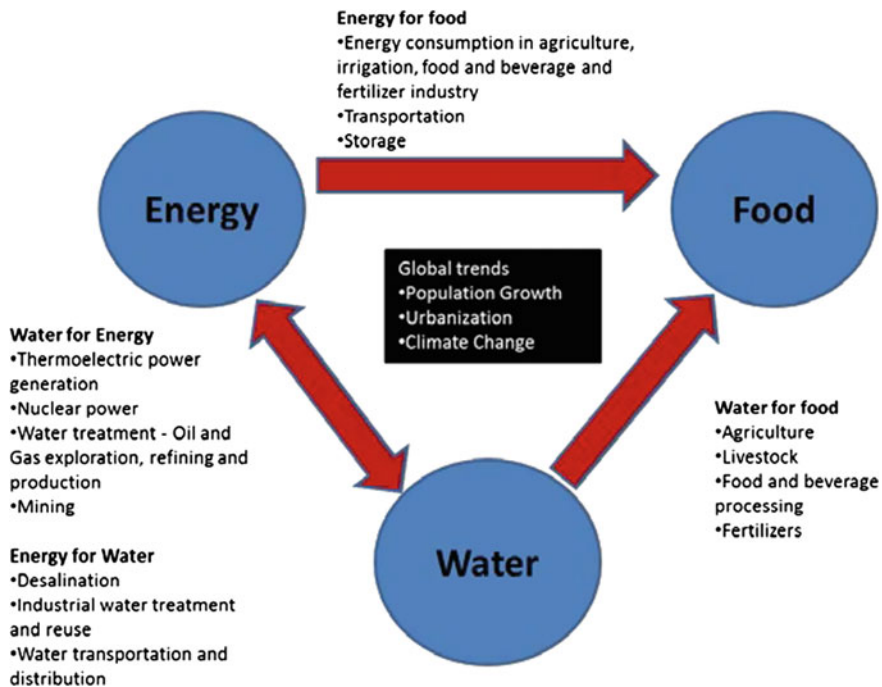 Energy for food
•Energy consumption in agriculture,
irrigation, food and beverage and
fertilizer industry
•Transportation
•Storage
Energy
Food
Global trends
•Population Growth
•Urbanization
•Climate Change
Water for Energy
•Thermoelectric power
generation
•Nuclear power
•Water treatment - Oil and
Gas exploration, refining and
production
•Mining
Water for food
•Agriculture
•Livestock
•Food and beverage
processing
•Fertilizers
Energy for Water
•Desalination
•Industrial water treatment
and reuse
•Water transportation and
distribution
Water